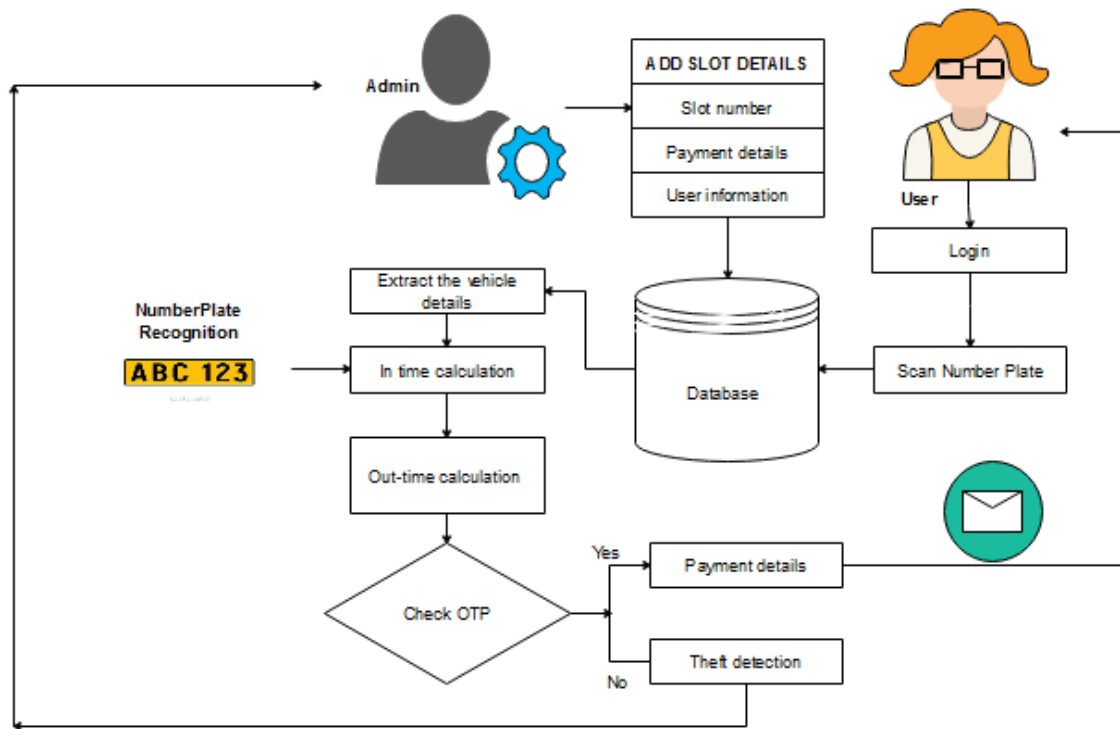 Admin
ADD SLOT DETAILS
Slot number
Payment details
User information
User
Login
Extract the vehicle
details
NumberPlate
Recognition
ABC 123
In time calculation
Database
Scan Number Plate
Out-time calculation
Yes
Payment details
Check OTP
No
Theft detection